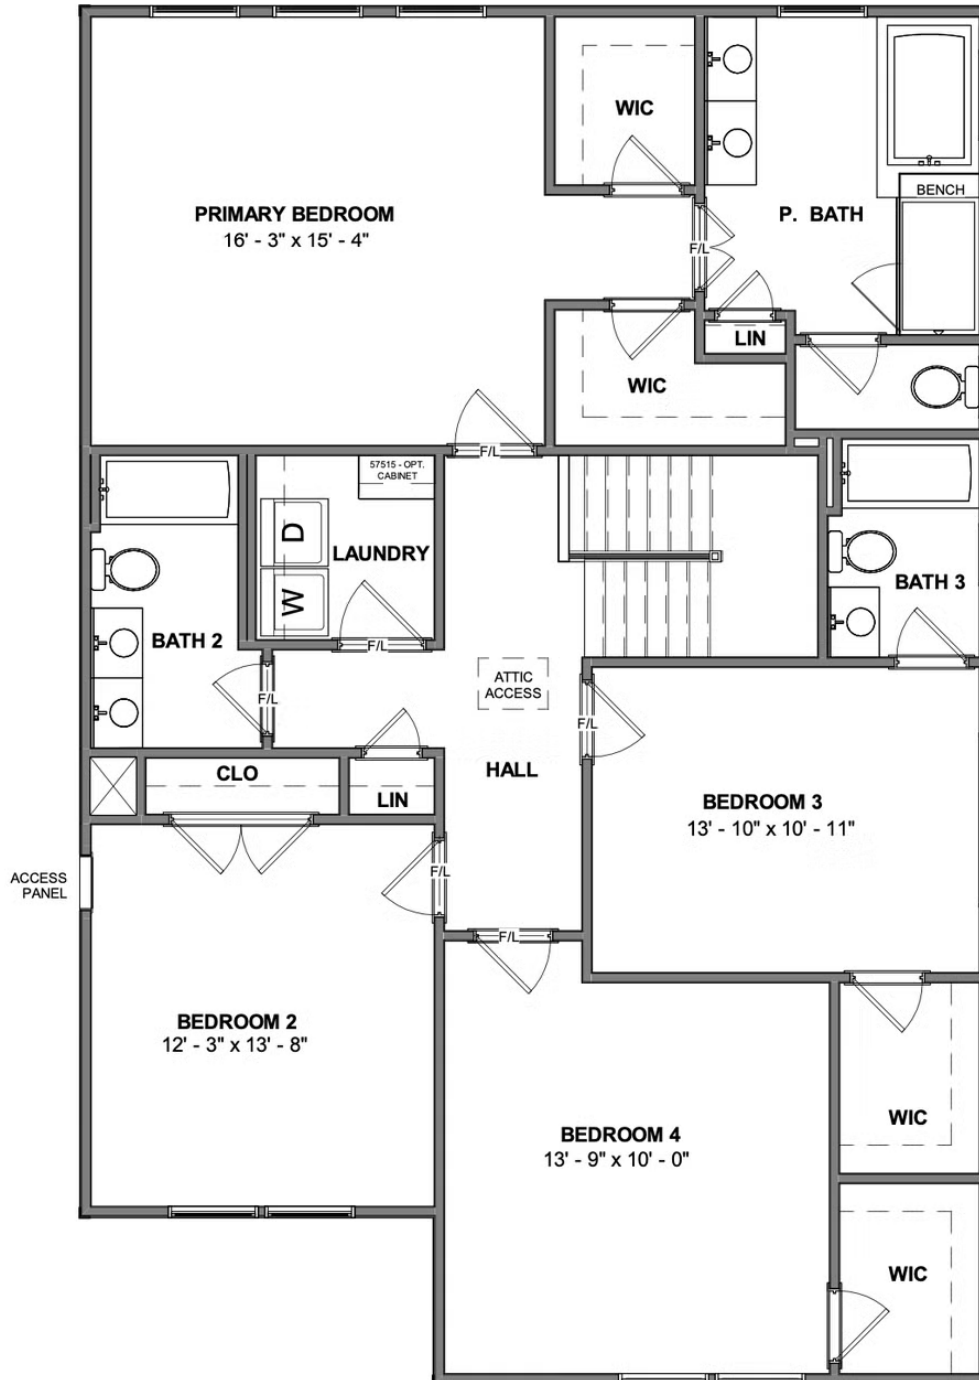 WIC
BENCH
PRIMARY BEDROOM
16' - 3" x 15' - 4"
P. BATH
F/L
LIN
WIC
F/L
57515 - OPT.
CABINET
D
LAUNDRY
W
BATH 3
BATH 2
F/L
ATTIC
ACCESS
F/L
F/L
HALL
CLO
LIN
BEDROOM 3
13' - 10" x 10' - 11"
ACCESS
PANEL
F/L
F/L
BEDROOM 2
12' - 3" x 13' - 8"
WIC
BEDROOM 4
13' - 9" x 10' - 0"
WIC